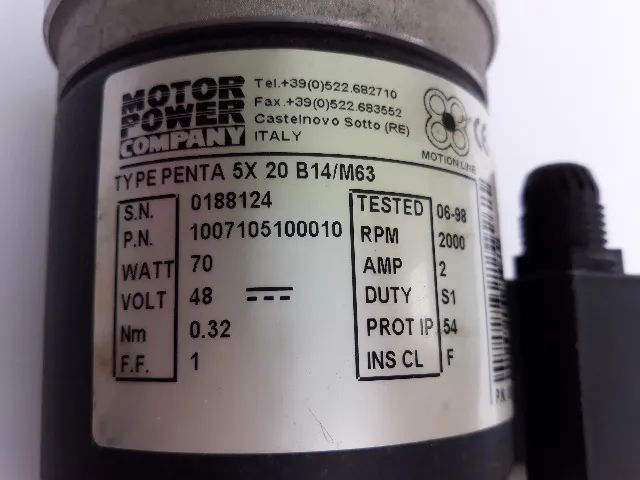 MOTOR
POWER
COMPANY
Tel.+39(0)522.682710
Fax.+39(0)522.683552
Castelnovo Sotto (RE)
ITALY
MOTION LINE
CE
TYPE PENTA 5X 20 B14/M63
S.N. 0188124 TESTED 06-98
P.N. 1007105100010 RPM 2000
WATT 70 AMP 2
VOLT 48 DUTY S1
Nm 0.32 PROT IP 54
F.F. 1 INS CL F